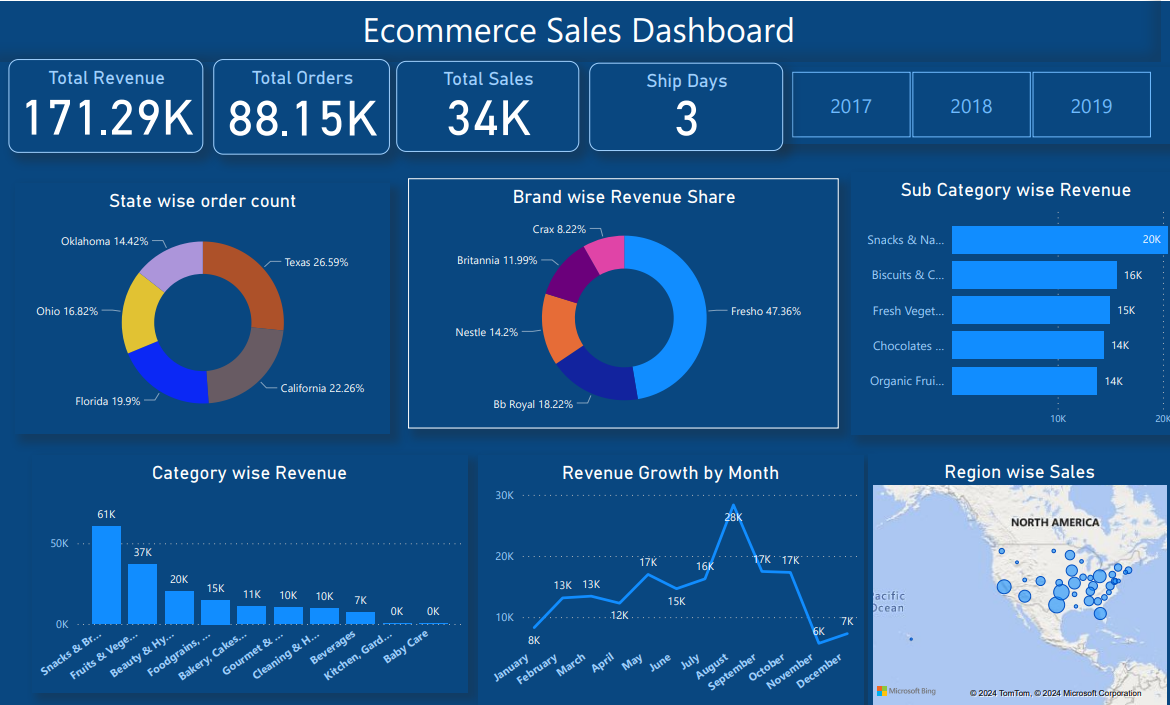 Ecommerce Sales Dashboard
Total Revenue
171.29K
Total Orders
88.15K
Total Sales
34K
Ship Days
3
2017
2018
2019
State wise order count
Oklahoma 14.42%
Texas 26.59%
Ohio 16.82%
California 22.26%
Florida 19.9%
Brand wise Revenue Share
Crax 8.22%
Britannia 11.99%
Fresho 47.36%
Nestle 14.2%
Bb Royal 18.22%
Sub Category wise Revenue
Snacks & Na... 20K
Biscuits & C... 16K
Fresh Veget... 15K
Chocolates ... 14K
Organic Frui... 14K
10K 20K
Category wise Revenue
50K
0K
61K
37K
20K
15K
11K
10K
10K
7K
0K
0K
Snacks & Br...
Fruits & Vege...
Beauty & Hy...
Foodgrains, ...
Bakery, Cakes...
Gourmet & ...
Cleaning & H...
Beverages
Kitchen, Gard...
Baby Care
Revenue Growth by Month
30K
20K
10K
8K
13K
13K
12K
17K
15K
16K
28K
17K
17K
6K
7K
January
February
March
April
May
June
July
August
September
October
November
December
Region wise Sales
NORTH AMERICA
acific
Ocean
Microsoft Bing
© 2024 TomTom, © 2024 Microsoft Corporation